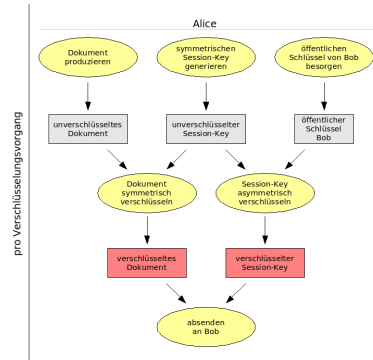 Alice
pro Verschlüsselungsvorgang
Dokument
produzieren
symmetrischen
Session-Key
generieren
öffentlichen
Schlüssel von Bob
besorgen
unverschlüsseltes
Dokument
unverschlüsselter
Session-Key
öffentlicher
Schlüssel
Bob
Dokument
symmetrisch
verschlüsseln
Session-Key
asymmetrisch
verschlüsseln
verschlüsseltes
Dokument
verschlüsselter
Session-Key
absenden
an Bob